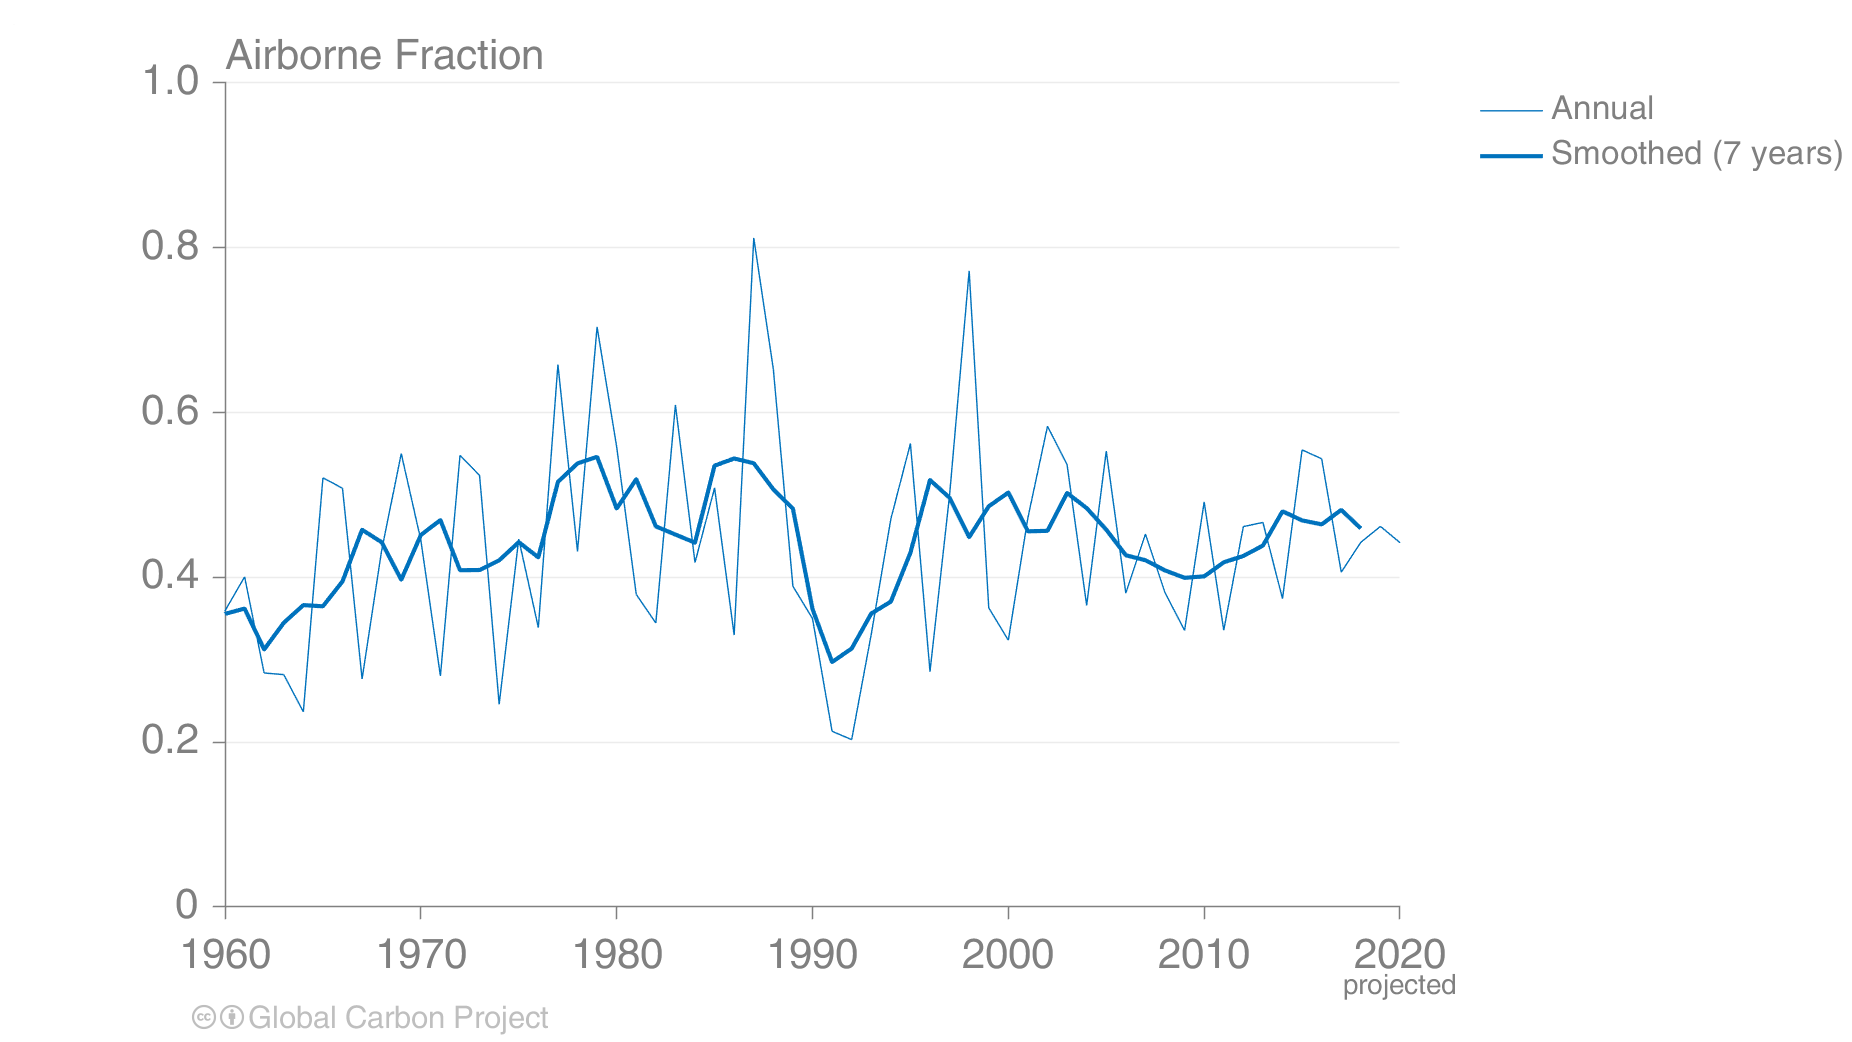 Airborne Fraction
1.0
0.8
0.6
0.4
0.2
0
1960 1970 1980 1990 2000 2010 2020
projected
Annual
Smoothed (7 years)
cc Global Carbon Project